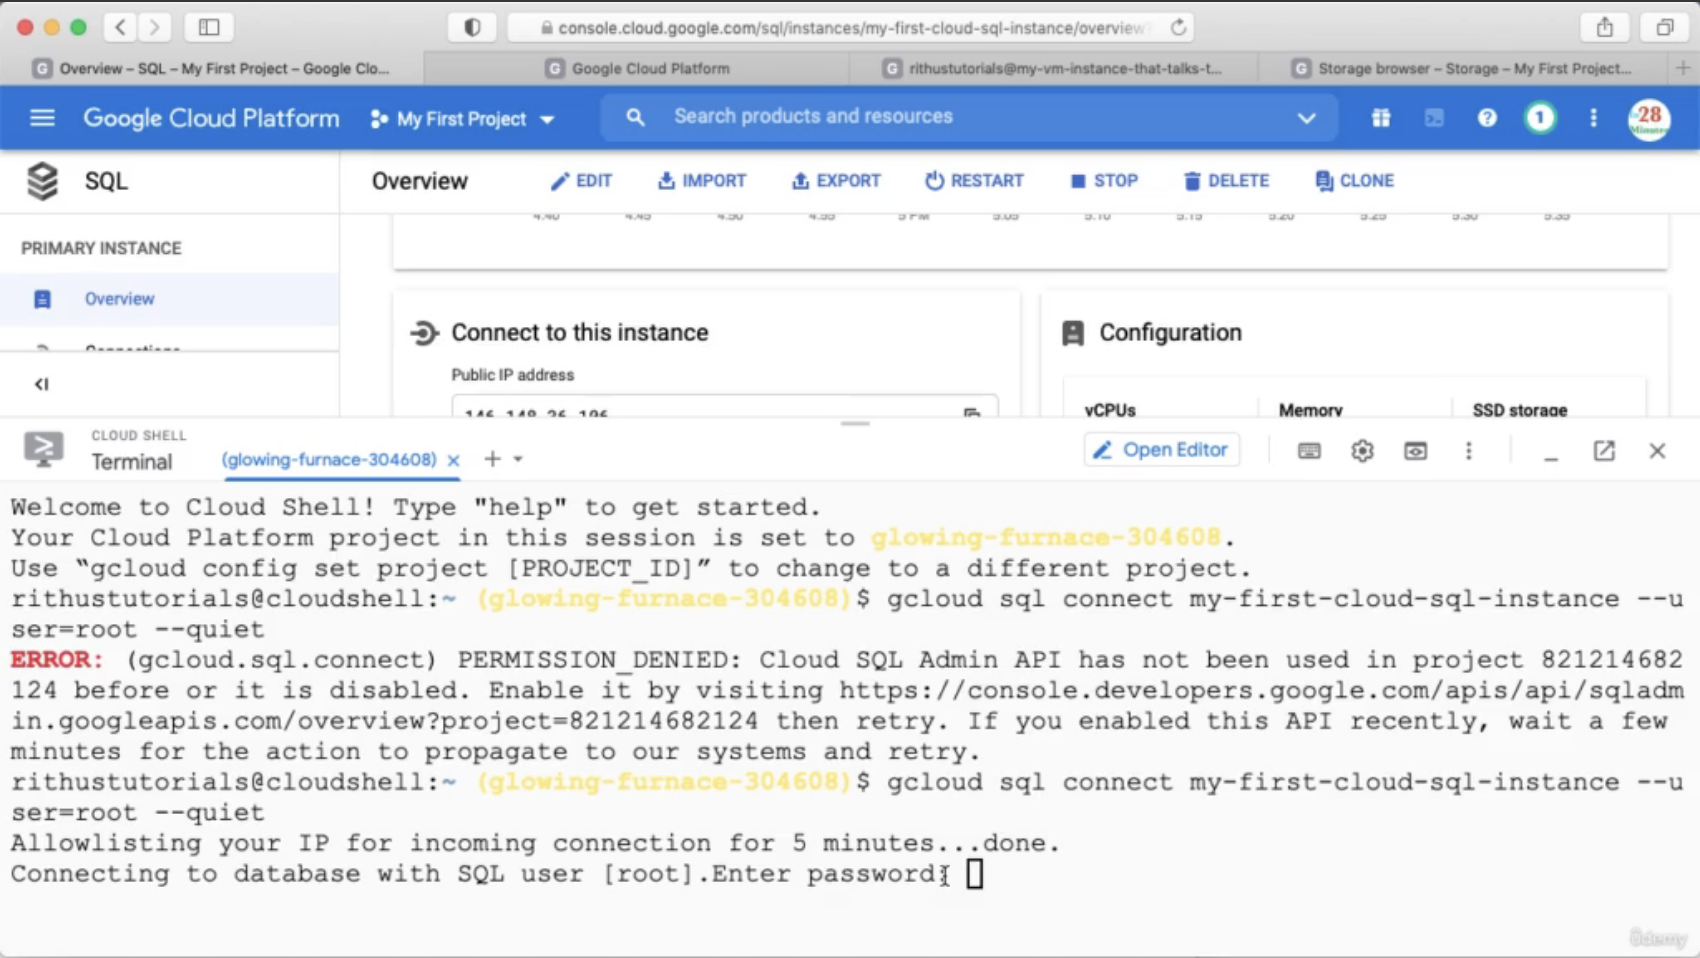 console.cloud.google.com/sql/instances/my-first-cloud-sql-instance/overview?
Overview – SQL – My First Project – Google Clo...
Google Cloud Platform
rithustutorials@my-vm-instance-that-talks-t...
Storage browser – Storage – My First Project...
Google Cloud Platform
My First Project
Search products and resources
1
28
Minutes
SQL
Overview
EDIT
IMPORT
EXPORT
RESTART
STOP
DELETE
CLONE
4:40 4:45 4:50 4:55 5 PM 5:05 5:10 5:15 5:20 5:25 5:30 5:35
PRIMARY INSTANCE
Overview
Connections
Connect to this instance
Public IP address
146.148.26.106
Configuration
vCPUs
Memory
SSD storage
CLOUD SHELL
Terminal
(glowing-furnace-304608)
Open Editor
Welcome to Cloud Shell! Type "help" to get started.
Your Cloud Platform project in this session is set to glowing-furnace-304608.
Use “gcloud config set project [PROJECT_ID]” to change to a different project.
rithustutorials@cloudshell:~ (glowing-furnace-304608)$ gcloud sql connect my-first-cloud-sql-instance --u
ser=root --quiet
ERROR: (gcloud.sql.connect) PERMISSION_DENIED: Cloud SQL Admin API has not been used in project 821214682
124 before or it is disabled. Enable it by visiting https://console.developers.google.com/apis/api/sqladm
in.googleapis.com/overview?project=821214682124 then retry. If you enabled this API recently, wait a few
minutes for the action to propagate to our systems and retry.
rithustutorials@cloudshell:~ (glowing-furnace-304608)$ gcloud sql connect my-first-cloud-sql-instance --u
ser=root --quiet
Allowlisting your IP for incoming connection for 5 minutes...done.
Connecting to database with SQL user [root].Enter password:
ûdemy